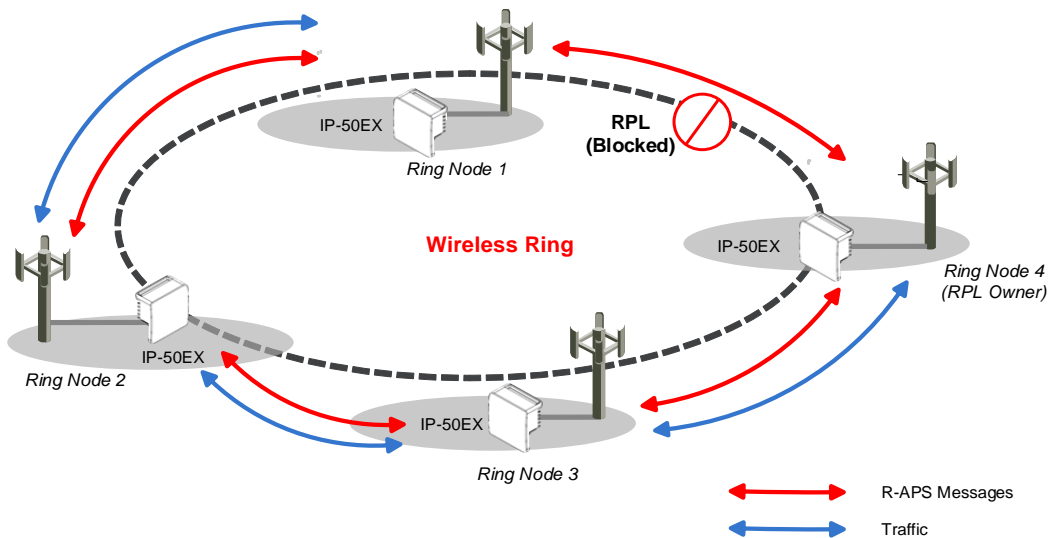 IP-50EX
Ring Node 1
RPL
(Blocked)
Wireless Ring
IP-50EX
Ring Node 4
(RPL Owner)
IP-50EX
Ring Node 2
IP-50EX
Ring Node 3
R-APS Messages
Traffic